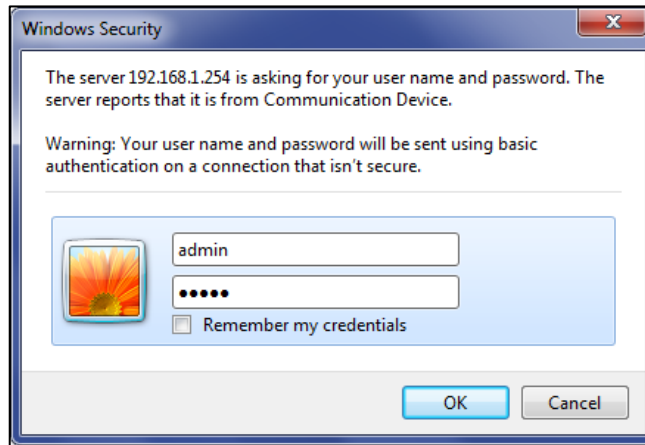 Windows Security
The server 192.168.1.254 is asking for your user name and password. The
server reports that it is from Communication Device.
Warning: Your user name and password will be sent using basic
authentication on a connection that isn't secure.
admin
●●●●●
Remember my credentials
OK
Cancel